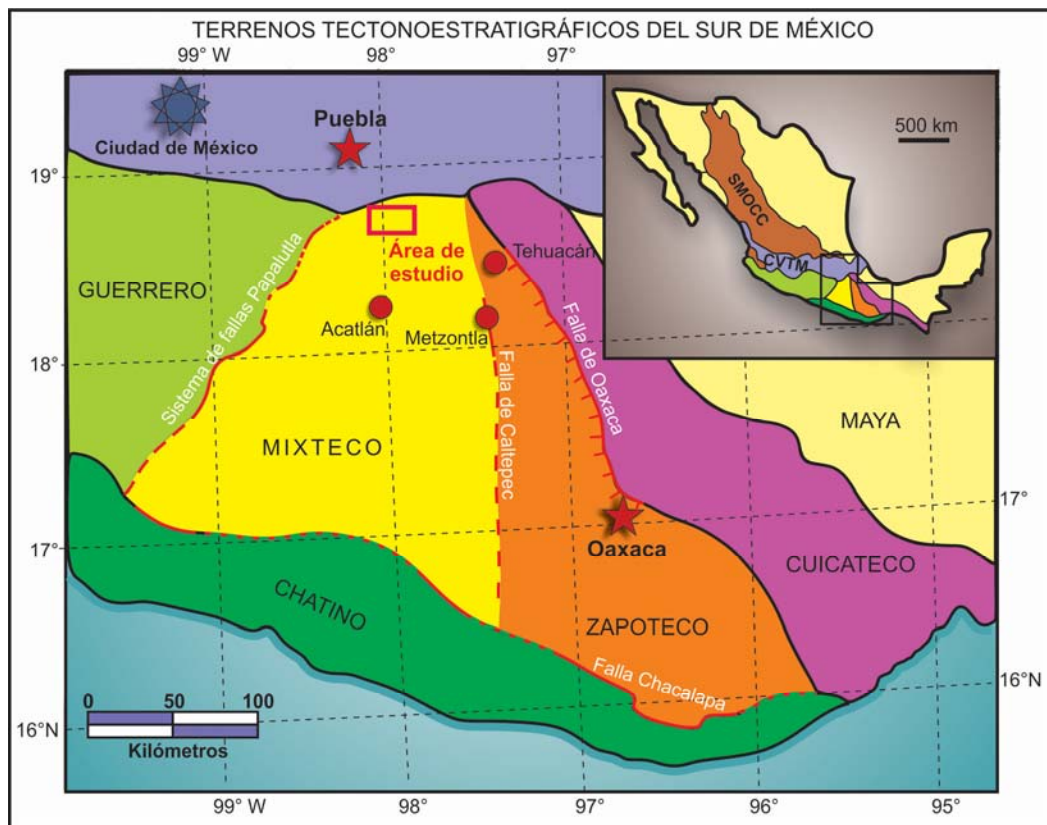 TERRENOS TECTONOESTRATIGRÁFICOS DEL SUR DE MÉXICO
99° W
98°
97°
Puebla
Ciudad de México
500 km
SMOCC
CVTM
19°
Área de
estudio
Tehuacán
GUERRERO
Sistema de fallas Papalutla
Acatlán
Metzontla
18°
Falla de Caltepec
Falla de Oaxaca
MAYA
MIXTECO
17°
Oaxaca
17°
CUICATECO
CHATINO
ZAPOTECO
Falla Chacalapa
16°N
0
50
100
Kilómetros
16°N
99° W
98°
97°
96°
95°